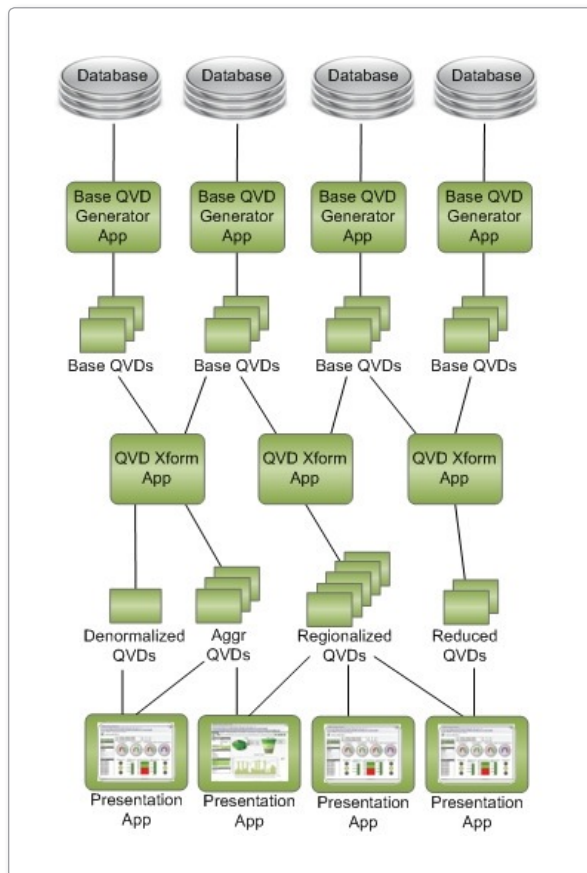 Database Database Database Database
Base QVD Base QVD Base QVD Base QVD
Generator Generator Generator Generator
App App App App
Base QVDs Base QVDs Base QVDs Base QVDs
QVD Xform QVD Xform QVD Xform
App App App
Denormalized Aggr Regionalized Reduced
QVDs QVDs QVDs QVDs
Presentation Presentation Presentation Presentation
App App App App